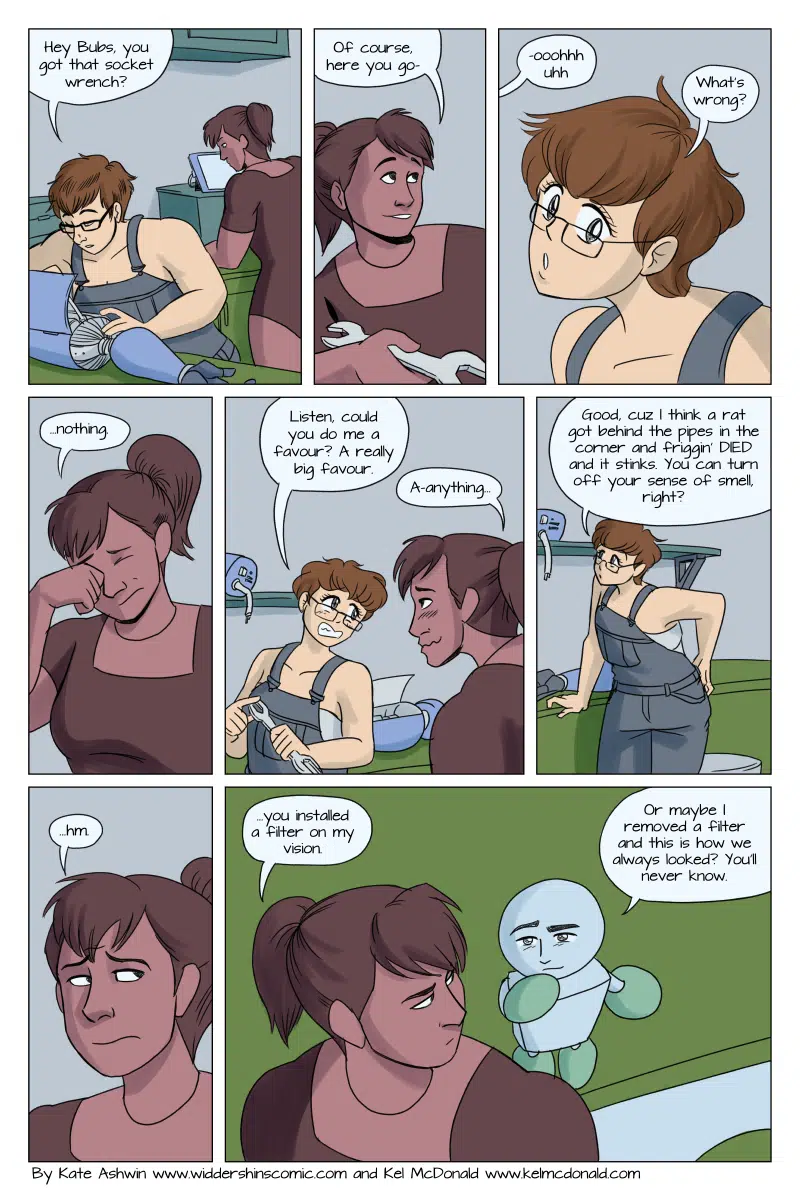 Hey Bubs, you
got that socket
wrench?
Of course,
here you go-
-ooohhh
uhh
What's
wrong?
...nothing.
Listen, could
you do me a
favour? A really
big favour.
A-anything...
Good, cuz I think a rat
got behind the pipes in the
corner and friggin' DIED
and it stinks. You can turn
off your sense of smell,
right?
...hm.
...you installed
a filter on my
vision.
Or maybe I
removed a filter
and this is how we
always looked? You'll
never know.
By Kate Ashwin www.widdershinscomic.com and Kel McDonald www.kelmcdonald.com